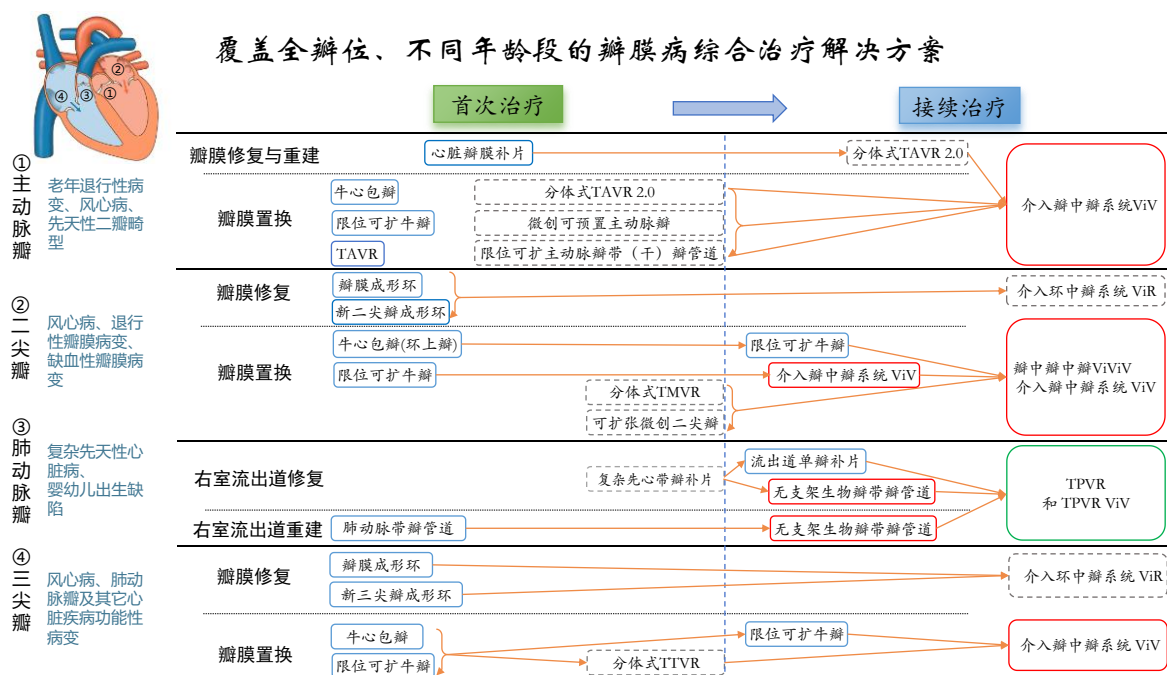 覆盖全瓣位、不同年龄段的瓣膜病综合治疗解决方案
②
④
③
①
首次治疗
接续治疗
①主动脉瓣
老年退行性病
变、风心病、
先天性二瓣畸
型
瓣膜修复与重建
心脏瓣膜补片
分体式TAVR 2.0
瓣膜置换
牛心包瓣
分体式TAVR 2.0
限位可扩牛瓣
微创可预置主动脉瓣
TAVR
限位可扩主动脉瓣带（干）瓣管道
介入瓣中瓣系统ViV
②二尖瓣
风心病、退行
性瓣膜病变、
缺血性瓣膜病
变
瓣膜修复
瓣膜成形环
新二尖瓣成形环
介入环中瓣系统 ViR
瓣膜置换
牛心包瓣(环上瓣)
限位可扩牛瓣
限位可扩牛瓣
介入瓣中瓣系统 ViV
分体式TMVR
可扩张微创二尖瓣
瓣中瓣中瓣ViViV
介入瓣中瓣系统 ViV
③肺动脉瓣
复杂先天性心
脏病、
婴幼儿出生缺
陷
右室流出道修复
复杂先心带瓣补片
流出道单瓣补片
无支架生物瓣带瓣管道
右室流出道重建
肺动脉带瓣管道
无支架生物瓣带瓣管道
TPVR
和 TPVR ViV
④三尖瓣
风心病、肺动
脉瓣及其它心
脏疾病功能性
病变
瓣膜修复
瓣膜成形环
新三尖瓣成形环
介入环中瓣系统 ViR
瓣膜置换
牛心包瓣
限位可扩牛瓣
限位可扩牛瓣
分体式TTVR
介入瓣中瓣系统 ViV